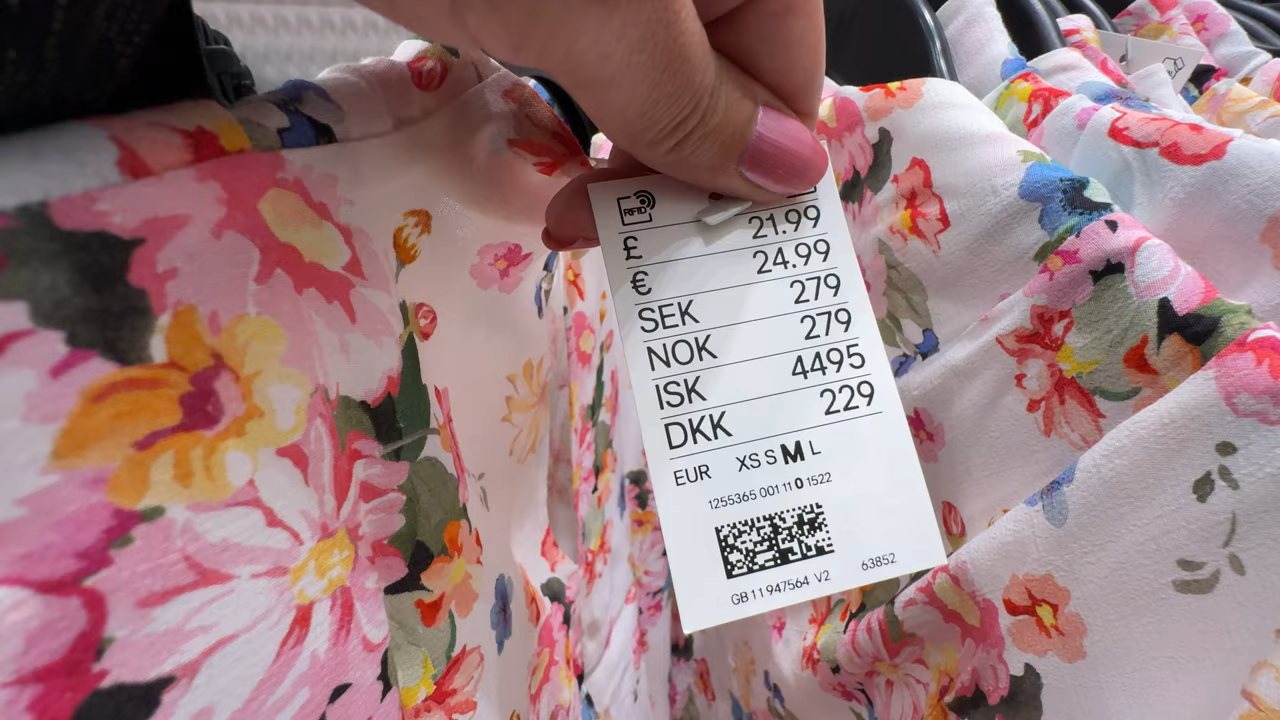 RFID
£ 21.99
€ 24.99
SEK 279
NOK 279
ISK 4495
DKK 229
EUR XS S M L
1255365 001 11 0 1522
GB11947564 V2 63852